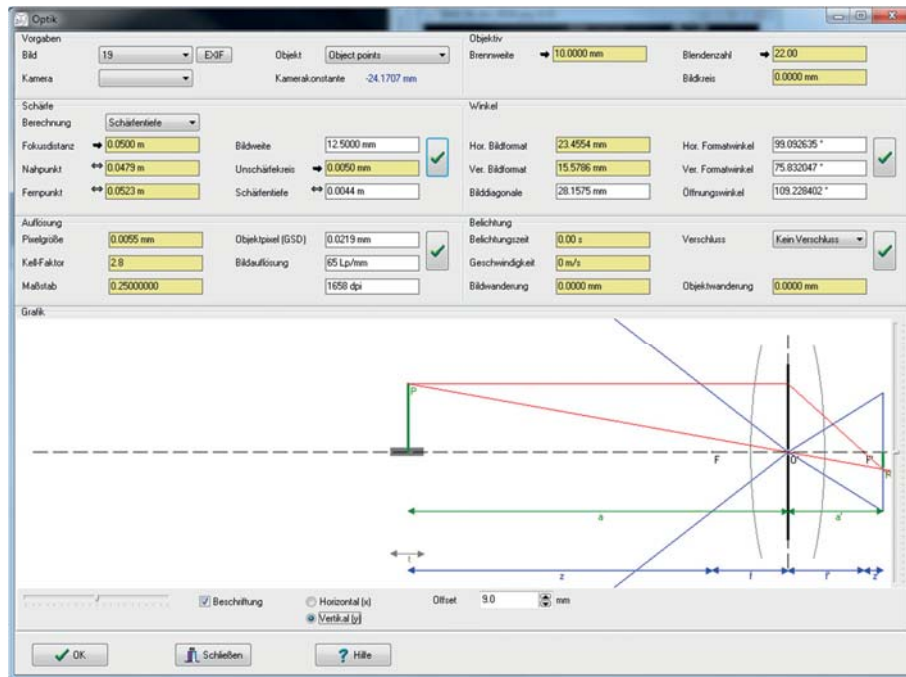 Optik
Vorgaben
Bild 19 EXIF Objekt Object points
Kamera Kamerakonstante -24.1707 mm
Objektiv
Brennweite 10.0000 mm Blendenzahl 22.00
Bildkreis 0.0000 mm
Schärfe
Berechnung Schärfentiefe
Fokusdistanz 0.0500 m Bildweite 12.5000 mm
Nahpunkt 0.0479 m Unschärfekreis 0.0050 mm
Fernpunkt 0.0523 m Schärfentiefe 0.0044 m
Winkel
Hor. Bildformat 23.4554 mm Hor. Formatwinkel 99.092635 °
Ver. Bildformat 15.5786 mm Ver. Formatwinkel 75.832047 °
Bilddiagonale 28.1575 mm Öffnungswinkel 109.228402 °
Auflösung
Pixelgröße 0.0055 mm Objektpixel (GSD) 0.0219 mm
Kell-Faktor 2.8 Bildauflösung 65 Lp/mm
Maßstab 0.25000000 1658 dpi
Belichtung
Belichtungszeit 0.00 s Verschluss Kein Verschluss
Geschwindigkeit 0 m/s
Bildwanderung 0.0000 mm Objektwanderung 0.0000 mm
Grafik
P
F O' F'
a a'
t
z f f' z'
Beschriftung Horizontal (x) Offset 9.0 mm
Vertikal (y)
OK Schließen Hilfe